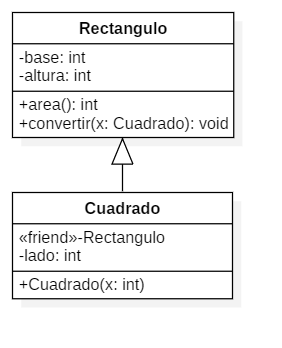 Rectangulo
-base: int
-altura: int
+area(): int
+convertir(x: Cuadrado): void
Cuadrado
«friend»-Rectangulo
-lado: int
+Cuadrado(x: int)